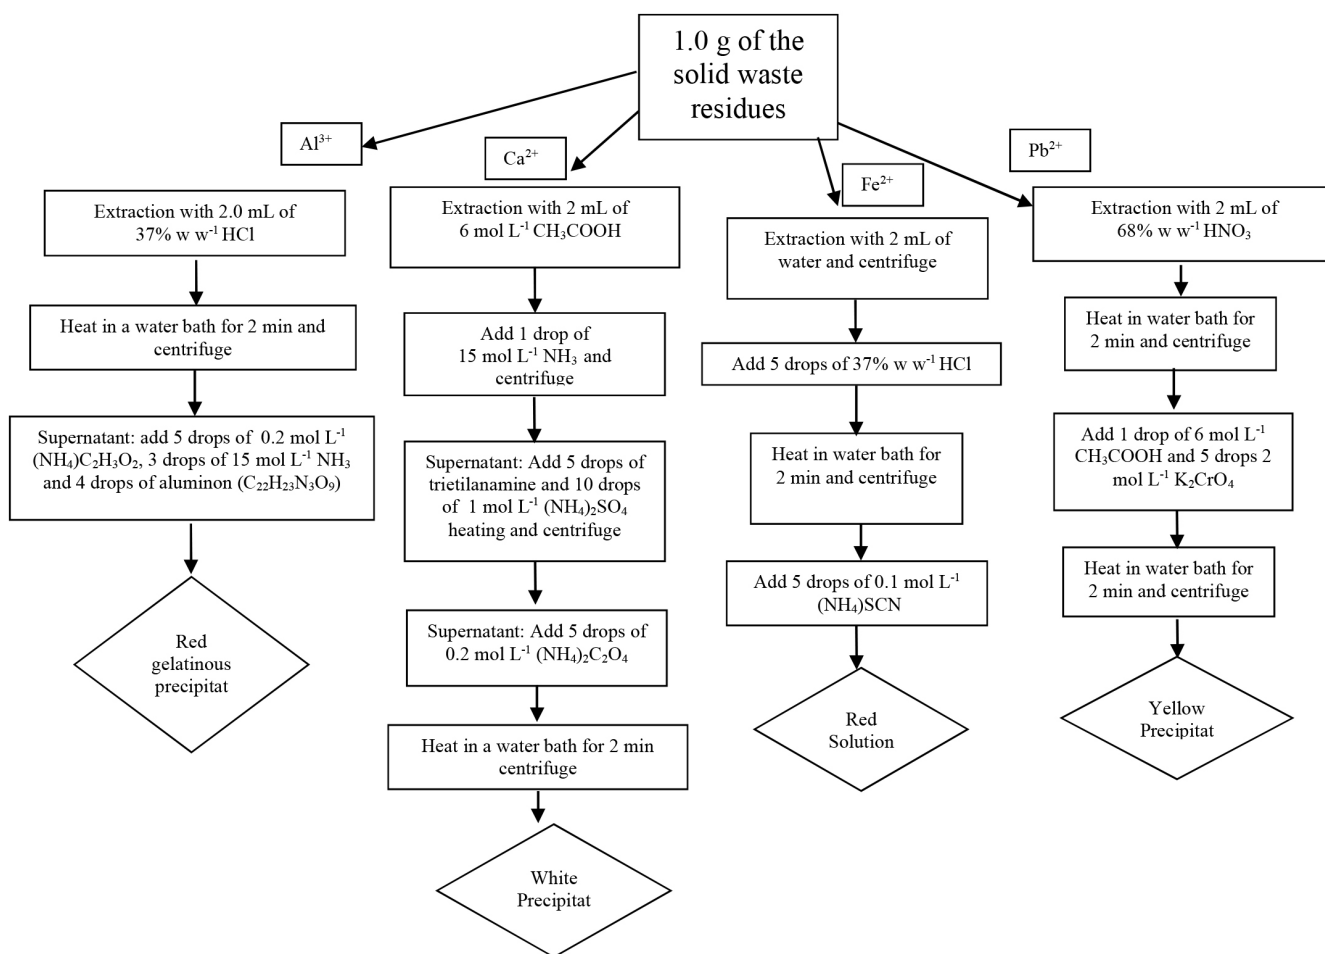 1.0 g of the
solid waste
residues
Al³⁺
Ca²⁺
Fe²⁺
Pb²⁺
Extraction with 2.0 mL of
37% w w⁻¹ HCl
Heat in a water bath for 2 min and
centrifuge
Supernatant: add 5 drops of 0.2 mol L⁻¹
(NH₄)C₂H₃O₂, 3 drops of 15 mol L⁻¹ NH₃
and 4 drops of aluminon (C₂₂H₂₃N₃O₉)
Red
gelatinous
precipitat
Extraction with 2 mL of
6 mol L⁻¹ CH₃COOH
Add 1 drop of
15 mol L⁻¹ NH₃ and
centrifuge
Supernatant: Add 5 drops of
trietilanamine and 10 drops
of 1 mol L⁻¹ (NH₄)₂SO₄
heating and centrifuge
Supernatant: Add 5 drops of
0.2 mol L⁻¹ (NH₄)₂C₂O₄
Heat in a water bath for 2 min
centrifuge
White
Precipitat
Extraction with 2 mL of
water and centrifuge
Add 5 drops of 37% w w⁻¹ HCl
Heat in water bath for
2 min and centrifuge
Add 5 drops of 0.1 mol L⁻¹
(NH₄)SCN
Red
Solution
Extraction with 2 mL of
68% w w⁻¹ HNO₃
Heat in water bath for
2 min and centrifuge
Add 1 drop of 6 mol L⁻¹
CH₃COOH and 5 drops 2
mol L⁻¹ K₂CrO₄
Heat in water bath for
2 min and centrifuge
Yellow
Precipitat